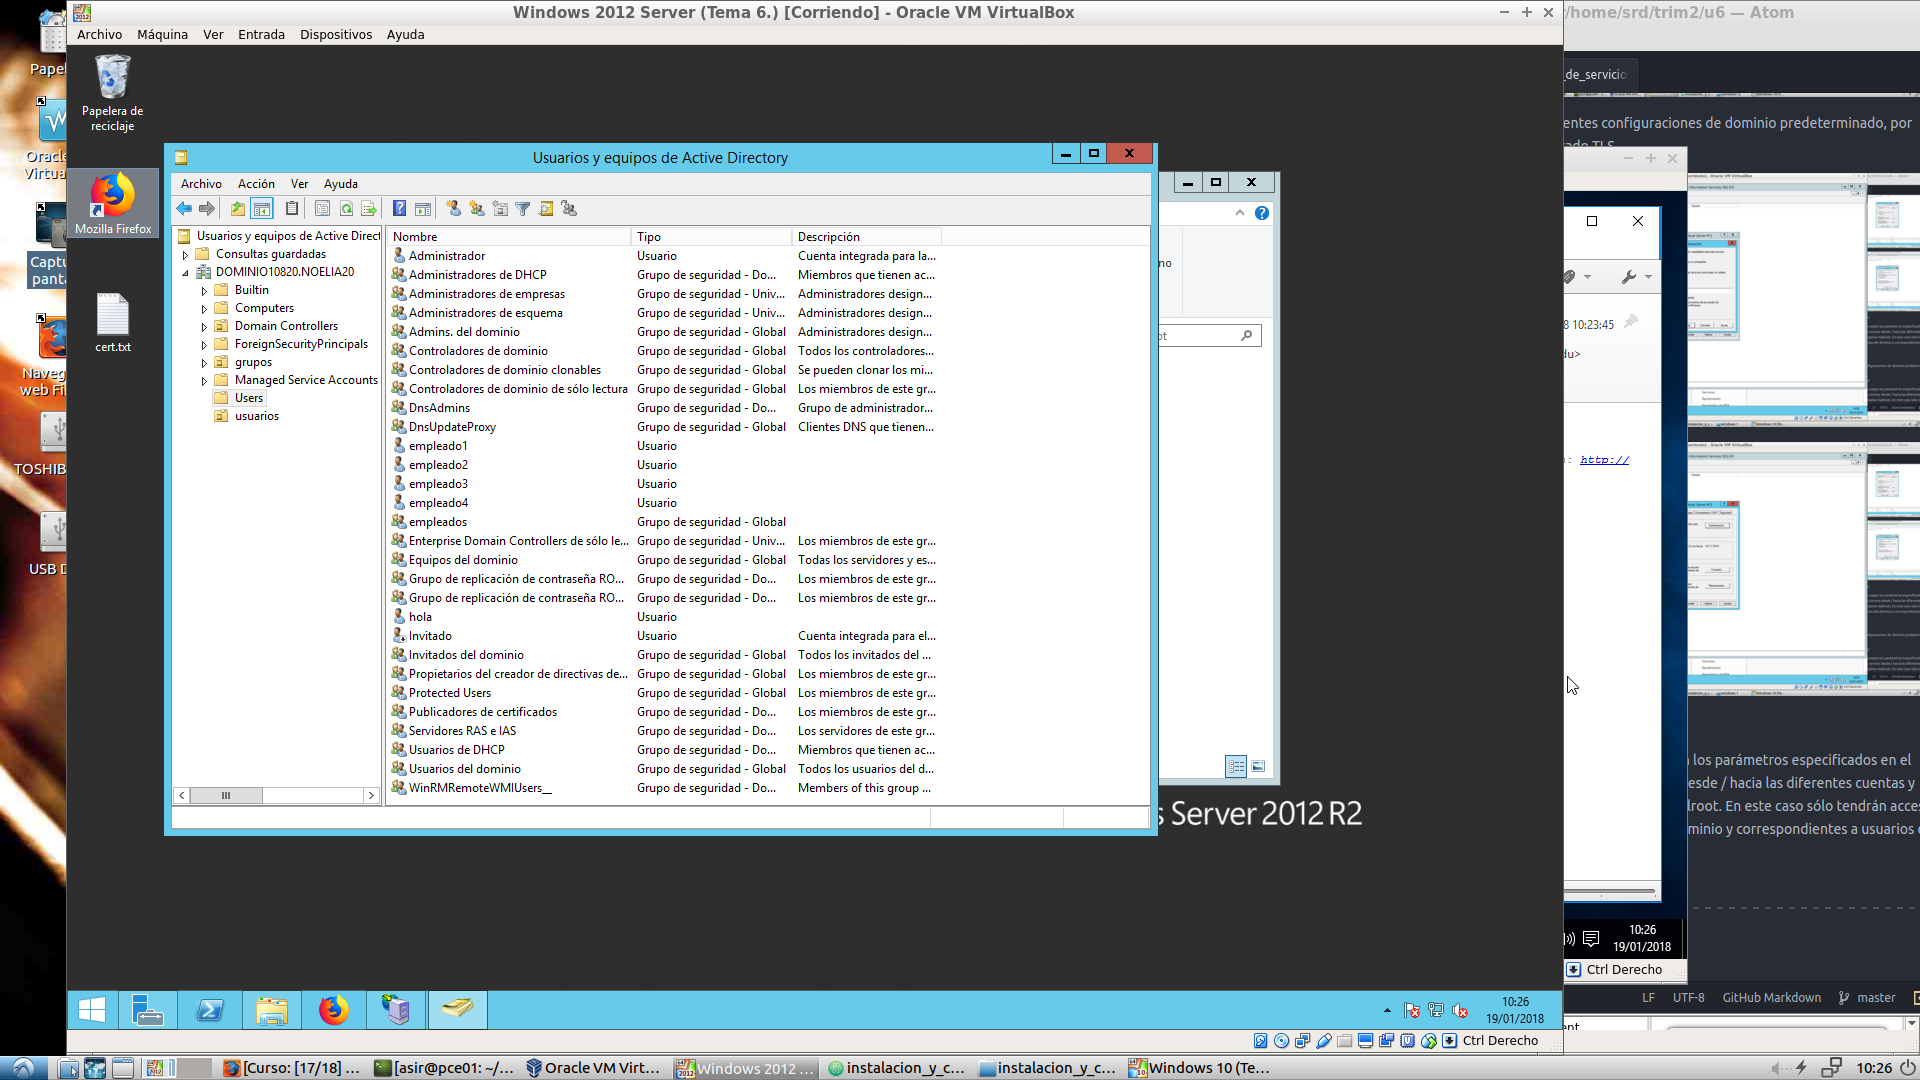 Windows 2012 Server (Tema 6.) [Corriendo] - Oracle VM VirtualBox
/home/srd/trim2/u6 — Atom
Archivo Máquina Ver Entrada Dispositivos Ayuda
Papelera de
reciclaje
Mozilla Firefox
cert.txt
TOSHIB
USB D
_de_servicio
entes configuraciones de dominio predeterminado, por
Usuarios y equipos de Active Directory
Archivo Acción Ver Ayuda
Usuarios y equipos de Active Direct
Consultas guardadas
DOMINIO10820.NOELIA20
Builtin
Computers
Domain Controllers
ForeignSecurityPrincipals
grupos
Managed Service Accounts
Users
usuarios
Nombre Tipo Descripción
Administrador Usuario Cuenta integrada para la...
Administradores de DHCP Grupo de seguridad - Do... Miembros que tienen ac...
Administradores de empresas Grupo de seguridad - Univ... Administradores design...
Administradores de esquema Grupo de seguridad - Univ... Administradores design...
Admins. del dominio Grupo de seguridad - Global Administradores design...
Controladores de dominio Grupo de seguridad - Global Todos los controladores...
Controladores de dominio clonables Grupo de seguridad - Global Se pueden clonar los mi...
Controladores de dominio de sólo lectura Grupo de seguridad - Global Los miembros de este gr...
DnsAdmins Grupo de seguridad - Do... Grupo de administrador...
DnsUpdateProxy Grupo de seguridad - Global Clientes DNS que tienen...
empleado1 Usuario
empleado2 Usuario
empleado3 Usuario
empleado4 Usuario
empleados Grupo de seguridad - Global
Enterprise Domain Controllers de sólo le... Grupo de seguridad - Univ... Los miembros de este gr...
Equipos del dominio Grupo de seguridad - Global Todas los servidores y es...
Grupo de replicación de contraseña RO... Grupo de seguridad - Do... Los miembros de este gr...
Grupo de replicación de contraseña RO... Grupo de seguridad - Do... Los miembros de este gr...
hola Usuario
Invitado Usuario Cuenta integrada para el...
Invitados del dominio Grupo de seguridad - Global Todos los invitados del ...
Propietarios del creador de directivas de... Grupo de seguridad - Global Los miembros de este gr...
Protected Users Grupo de seguridad - Global Los miembros de este gr...
Publicadores de certificados Grupo de seguridad - Do... Los miembros de este gr...
Servidores RAS e IAS Grupo de seguridad - Do... Los servidores de este gr...
Usuarios de DHCP Grupo de seguridad - Do... Miembros que tienen ac...
Usuarios del dominio Grupo de seguridad - Global Todos los usuarios del d...
WinRMRemoteWMIUsers__ Grupo de seguridad - Do... Members of this group ...
8 10:23:45
du>
http://
s Server 2012 R2
los parámetros especificados en el
esde / hacia las diferentes cuentas y
lroot. En este caso sólo tendrán acce
minio y correspondientes a usuarios
10:26
19/01/2018
Ctrl Derecho
LF UTF-8 GitHub Markdown master
10:26
19/01/2018
Ctrl Derecho
[Curso: [17/18] ... [asir@pce01: ~/... Oracle VM Virt... Windows 2012 ... instalacion_y_c... instalacion_y_c... Windows 10 (Te... 10:26